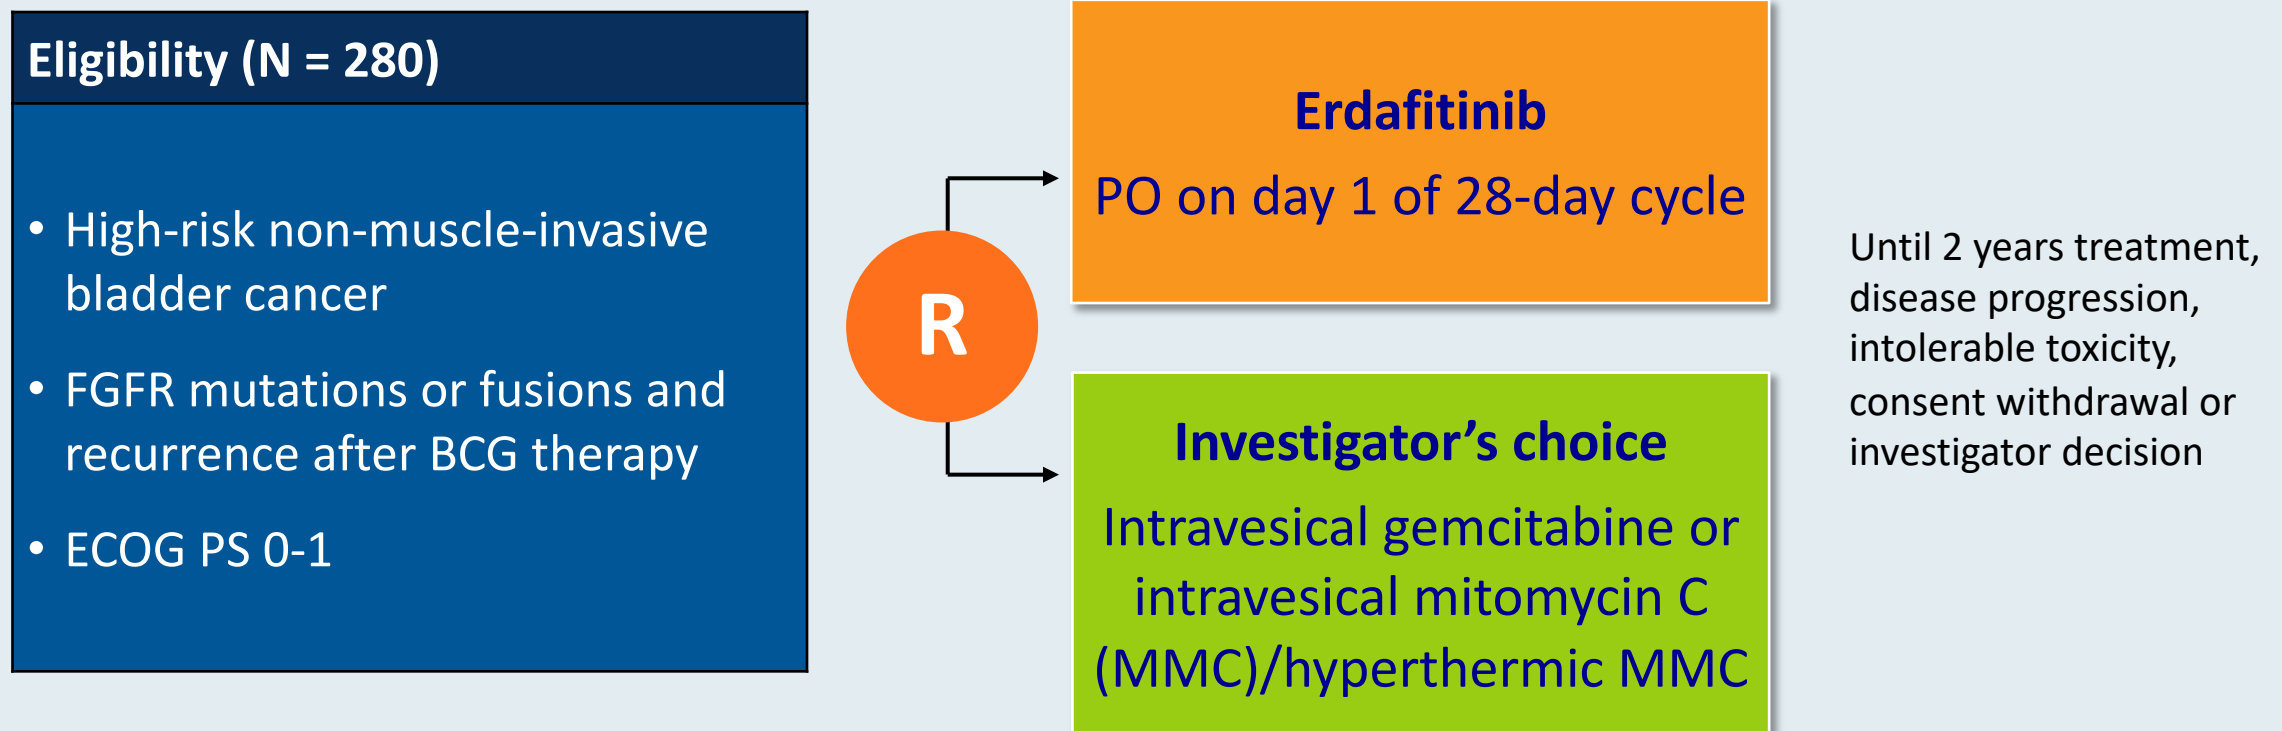 Eligibility (N = 280)
• High-risk non-muscle-invasive
bladder cancer
• FGFR mutations or fusions and
recurrence after BCG therapy
• ECOG PS 0-1
R
Erdafitinib
PO on day 1 of 28-day cycle
Investigator’s choice
Intravesical gemcitabine or
intravesical mitomycin C
(MMC)/hyperthermic MMC
Until 2 years treatment,
disease progression,
intolerable toxicity,
consent withdrawal or
investigator decision